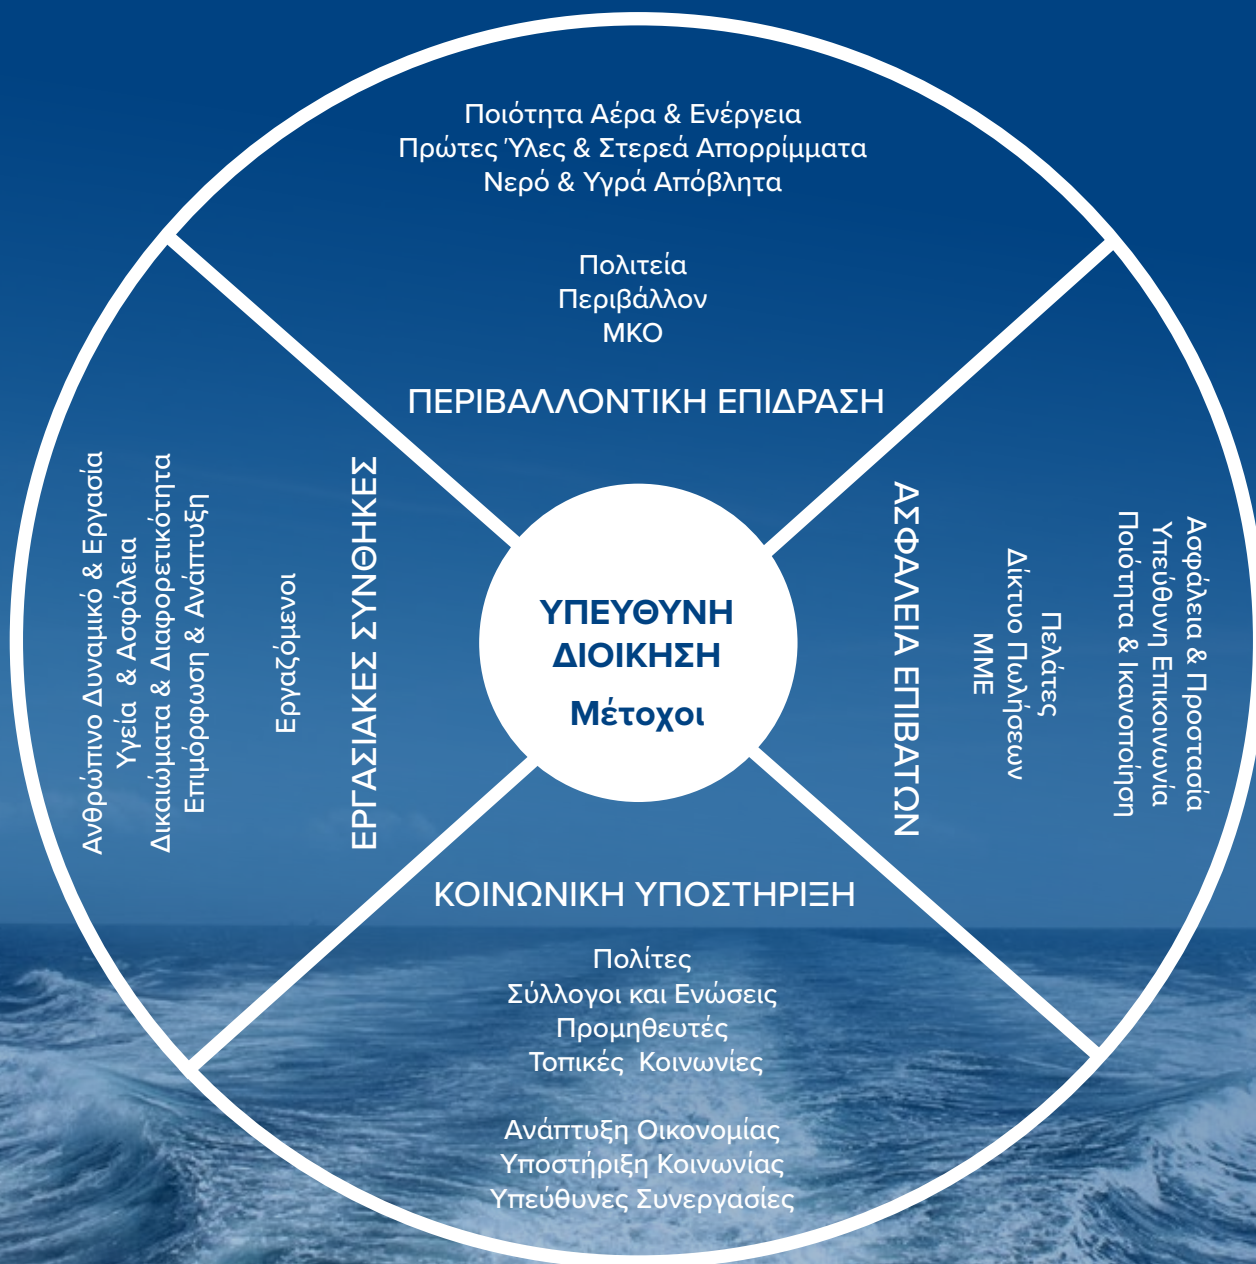 Ποιότητα Αέρα & Ενέργεια
Πρώτες Ύλες & Στερεά Απορρίμματα
Νερό & Υγρά Απόβλητα
Πολιτεία
Περιβάλλον
ΜΚΟ
ΠΕΡΙΒΑΛΛΟΝΤΙΚΗ ΕΠΙΔΡΑΣΗ
Ανθρώπινο Δυναμικό & Εργασία
Υγεία & Ασφάλεια
Δικαιώματα & Διαφορετικότητα
Επιμόρφωση & Ανάπτυξη
Εργαζόμενοι
ΕΡΓΑΣΙΑΚΕΣ ΣΥΝΘΗΚΕΣ
ΥΠΕΥΘΥΝΗ
ΔΙΟΙΚΗΣΗ
Μέτοχοι
Ασφάλεια & Προστασία
Υπεύθυνη Επικοινωνία
Ποιότητα & Ικανοποίηση
Πελάτες
Δίκτυο Πωλήσεων
ΜΜΕ
ΑΣΦΑΛΕΙΑ ΕΠΙΒΑΤΩΝ
ΚΟΙΝΩΝΙΚΗ ΥΠΟΣΤΗΡΙΞΗ
Πολίτες
Σύλλογοι και Ενώσεις
Προμηθευτές
Τοπικές Κοινωνίες
Ανάπτυξη Οικονομίας
Υποστήριξη Κοινωνίας
Υπεύθυνες Συνεργασίες